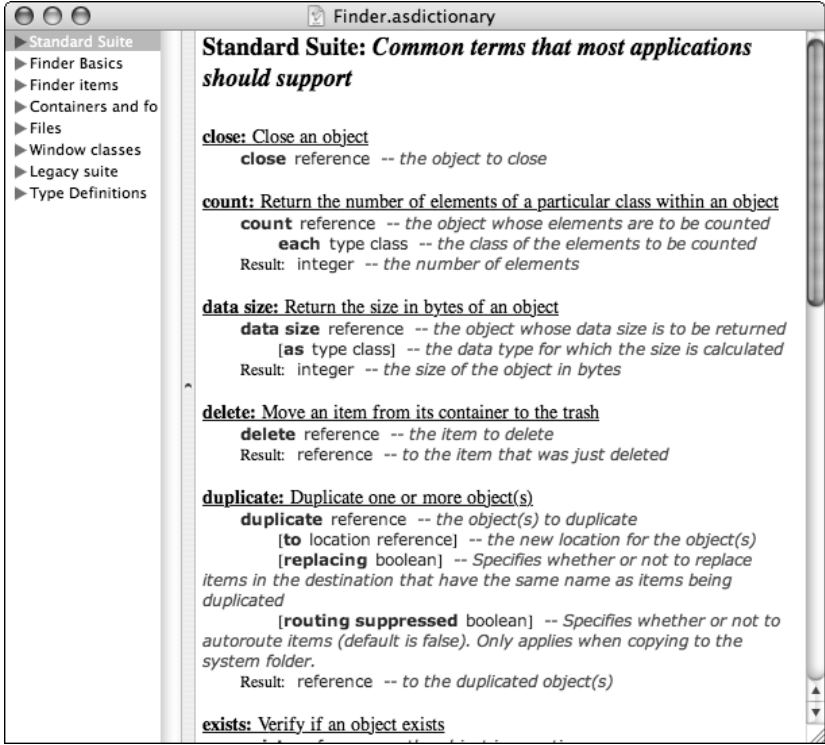 Finder.asdictionary
Standard Suite
Finder Basics
Finder items
Containers and fo
Files
Window classes
Legacy suite
Type Definitions
Standard Suite: Common terms that most applications
should support
close: Close an object
close reference -- the object to close
count: Return the number of elements of a particular class within an object
count reference -- the object whose elements are to be counted
each type class -- the class of the elements to be counted
Result: integer -- the number of elements
data size: Return the size in bytes of an object
data size reference -- the object whose data size is to be returned
[as type class] -- the data type for which the size is calculated
Result: integer -- the size of the object in bytes
delete: Move an item from its container to the trash
delete reference -- the item to delete
Result: reference -- to the item that was just deleted
duplicate: Duplicate one or more object(s)
duplicate reference -- the object(s) to duplicate
[to location reference] -- the new location for the object(s)
[replacing boolean] -- Specifies whether or not to replace
items in the destination that have the same name as items being
duplicated
[routing suppressed boolean] -- Specifies whether or not to
autoroute items (default is false). Only applies when copying to the
system folder.
Result: reference -- to the duplicated object(s)
exists: Verify if an object exists